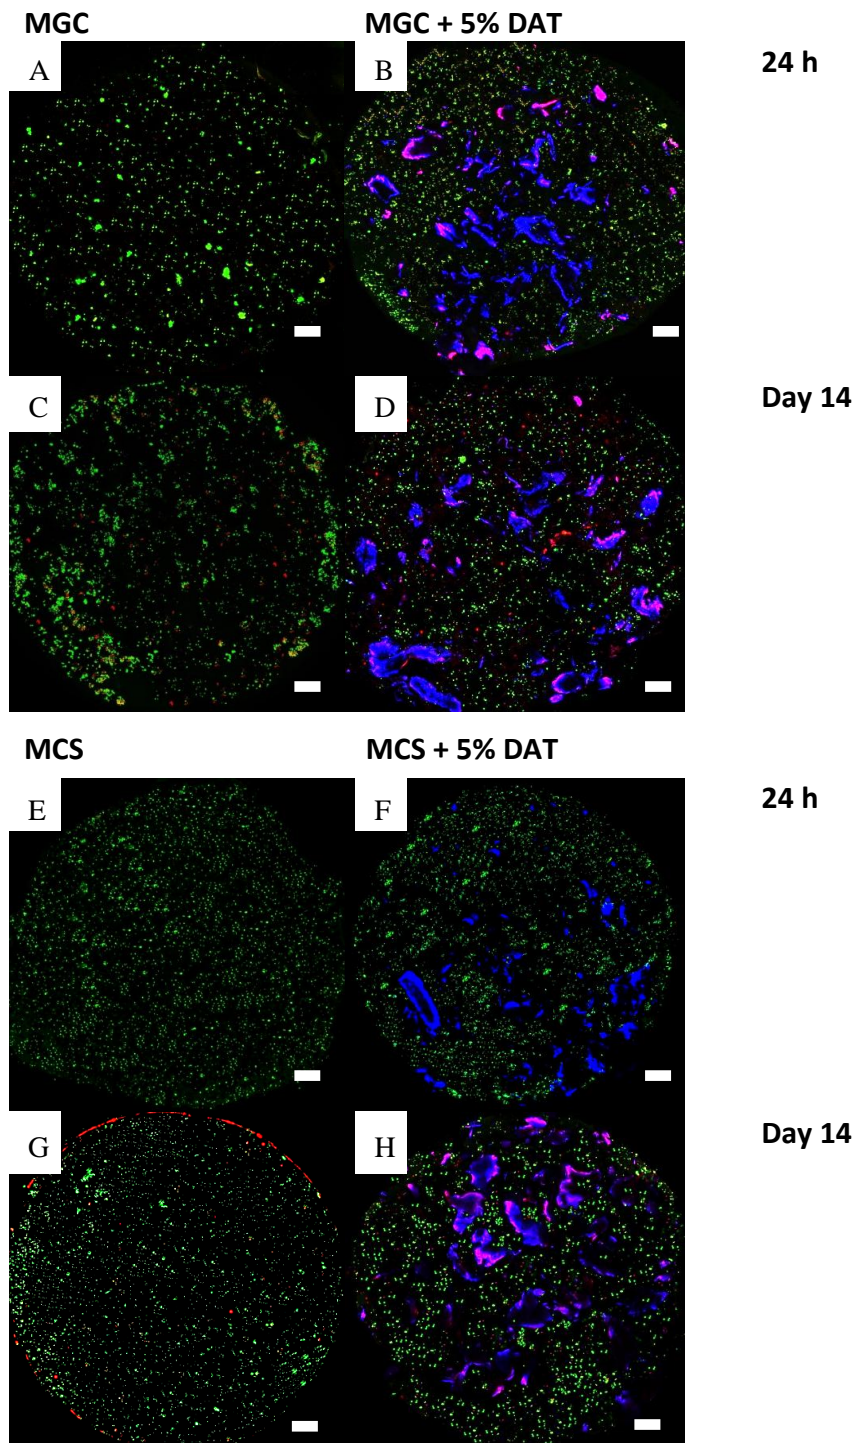 MGC MGC + 5% DAT
A B 24 h
C D Day 14
MCS MCS + 5% DAT
E F 24 h
G H Day 14